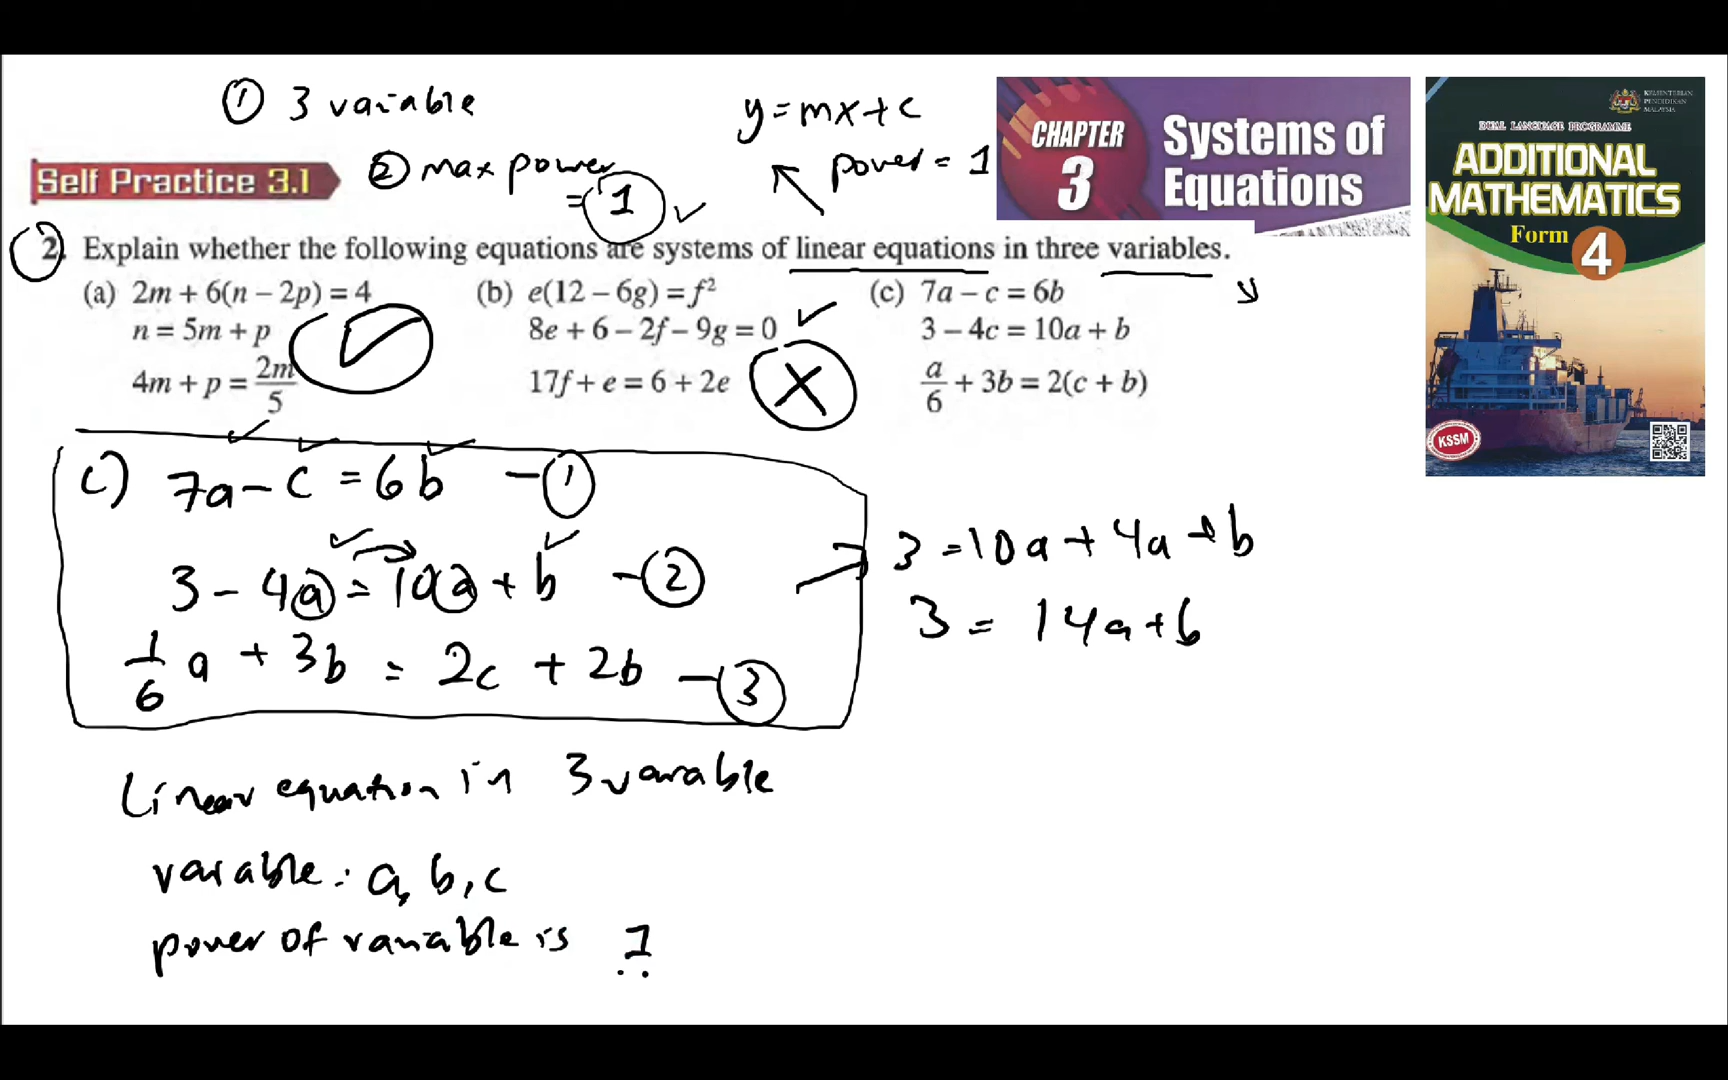 ① 3 variable
② max power
= 1
y = mx + c
power = 1
CHAPTER
3
Systems of
Equations
KEMENTERIAN
PENDIDIKAN
MALAYSIA
DUAL LANGUAGE PROGRAMME
ADDITIONAL
MATHEMATICS
Form 4
KSSM
Self Practice 3.1
2. Explain whether the following equations are systems of linear equations in three variables.
(a) 2m + 6(n – 2p) = 4
n = 5m + p
4m + p = 2m/5
(b) e(12 – 6g) = f²
8e + 6 – 2f – 9g = 0
17f + e = 6 + 2e
(c) 7a – c = 6b
3 – 4c = 10a + b
a/6 + 3b = 2(c + b)
c) 7a – c = 6b – ①
3 – 4a = 10a + b – ②
1/6 a + 3b = 2c + 2b – ③
3 = 10a + 4a + b
3 = 14a + b
Linear equation in 3 varable
varable: a, b, c
power of variable is 1